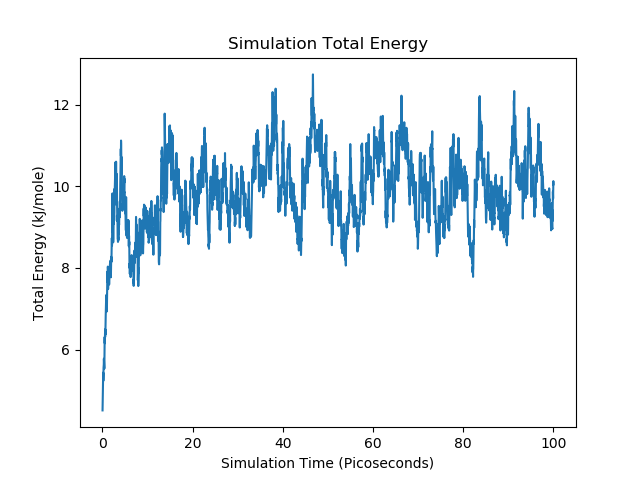 Simulation Total Energy
Total Energy (kJ/mole)
12
10
8
6
0 20 40 60 80 100
Simulation Time (Picoseconds)